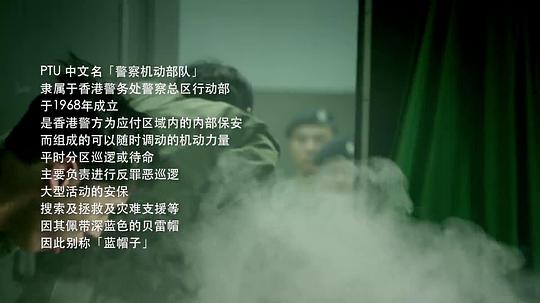 PTU 中文名「警察机动部队」
隶属于香港警务处警察总区行动部
于1968年成立
是香港警方为应付区域内的内部保安
而组成的可以随时调动的机动力量
平时分区巡逻或待命
主要负责进行反罪恶巡逻
大型活动的安保
搜索及拯救及灾难支援等
因其佩带深蓝色的贝雷帽
因此别称「蓝帽子」